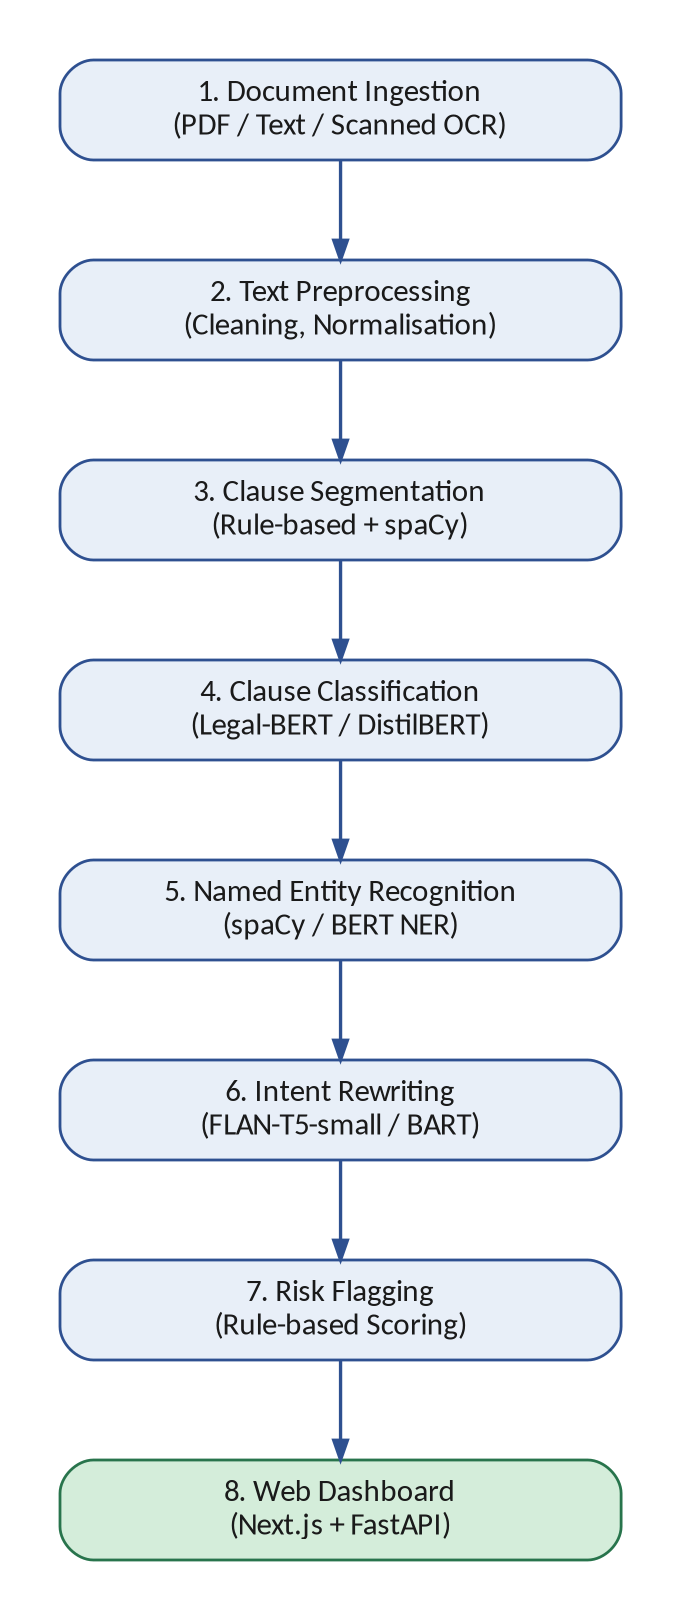 1. Document Ingestion
(PDF / Text / Scanned OCR)
2. Text Preprocessing
(Cleaning, Normalisation)
3. Clause Segmentation
(Rule-based + spaCy)
4. Clause Classification
(Legal-BERT / DistilBERT)
5. Named Entity Recognition
(spaCy / BERT NER)
6. Intent Rewriting
(FLAN-T5-small / BART)
7. Risk Flagging
(Rule-based Scoring)
8. Web Dashboard
(Next.js + FastAPI)